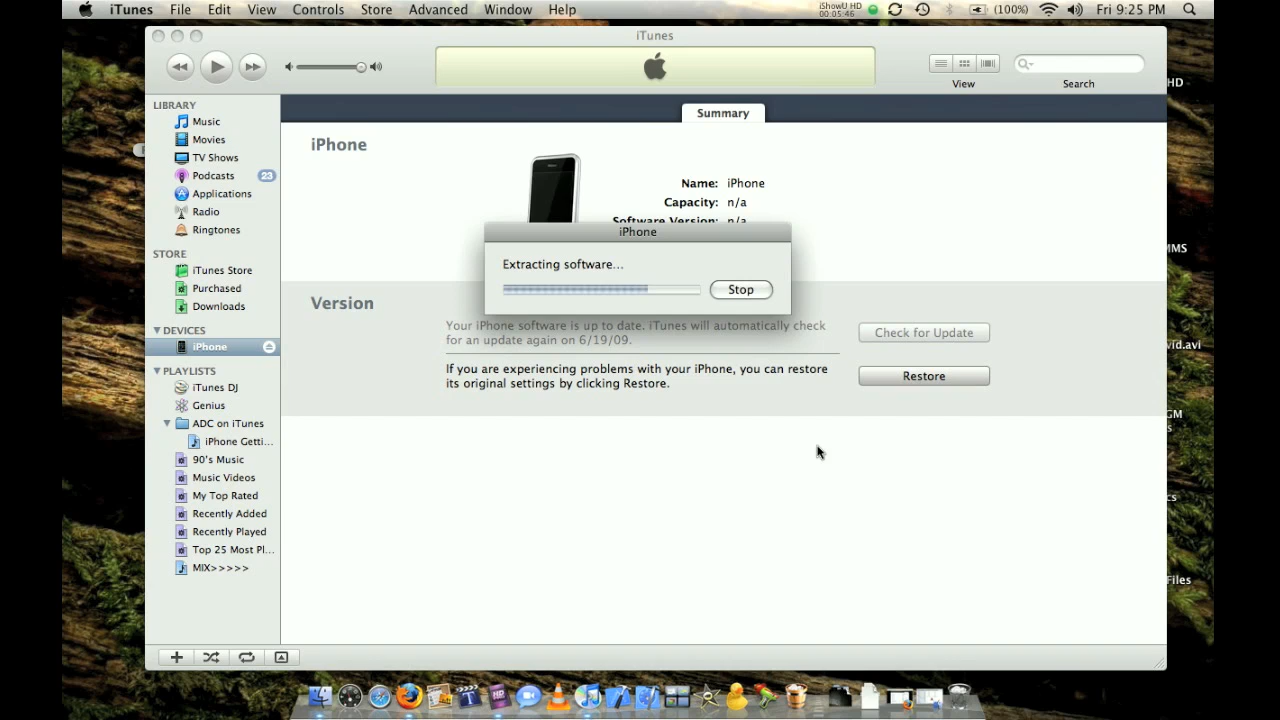 iTunes File Edit View Controls Store Advanced Window Help
iShowU HD
00:05:46
(100%)
Fri 9:25 PM
iTunes
View
Search
HD
LIBRARY
Music
Movies
TV Shows
Podcasts 23
Applications
Radio
Ringtones
STORE
iTunes Store
Purchased
Downloads
DEVICES
iPhone
PLAYLISTS
iTunes DJ
Genius
ADC on iTunes
iPhone Getti...
90's Music
Music Videos
My Top Rated
Recently Added
Recently Played
Top 25 Most Pl...
MIX>>>>>
Summary
iPhone
Name: iPhone
Capacity: n/a
Software Version: n/a
iPhone
Extracting software...
Stop
Version
Your iPhone software is up to date. iTunes will automatically check
for an update again on 6/19/09.
Check for Update
If you are experiencing problems with your iPhone, you can restore
its original settings by clicking Restore.
Restore
MMS
vid.avi
GM
s
cs
Files